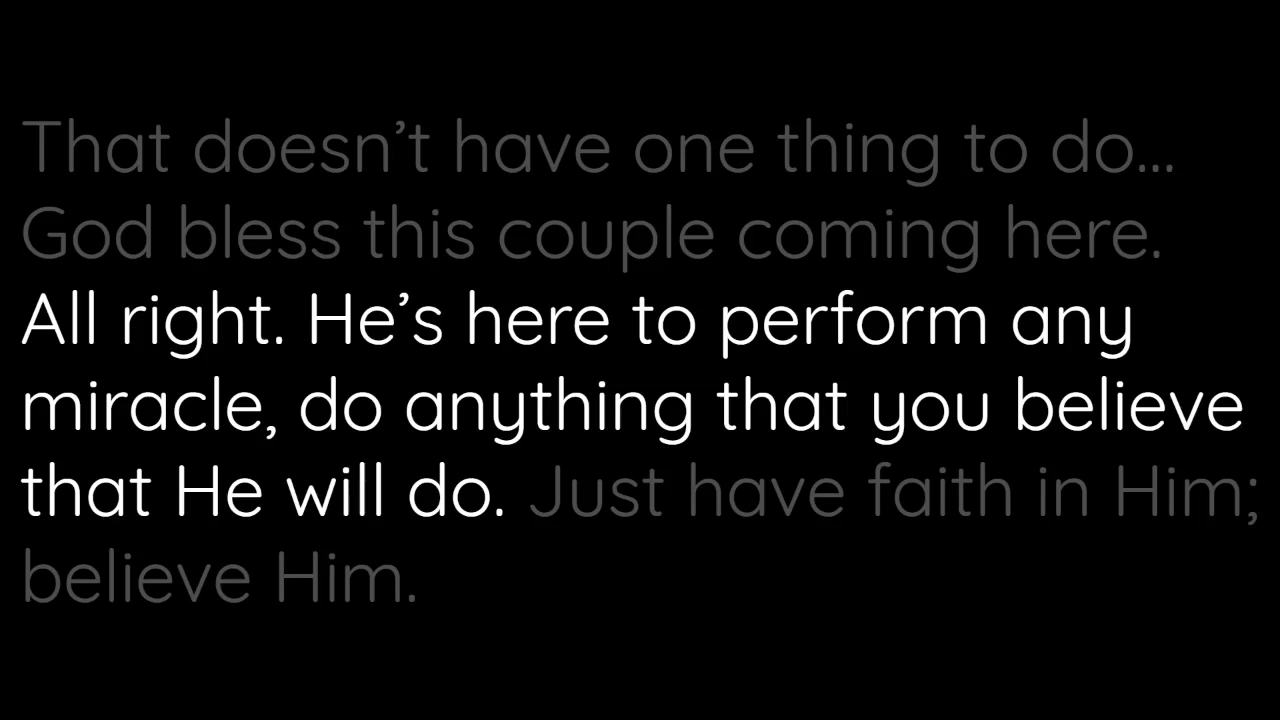 That doesn’t have one thing to do...
God bless this couple coming here.
All right. He’s here to perform any
miracle, do anything that you believe
that He will do. Just have faith in Him;
believe Him.